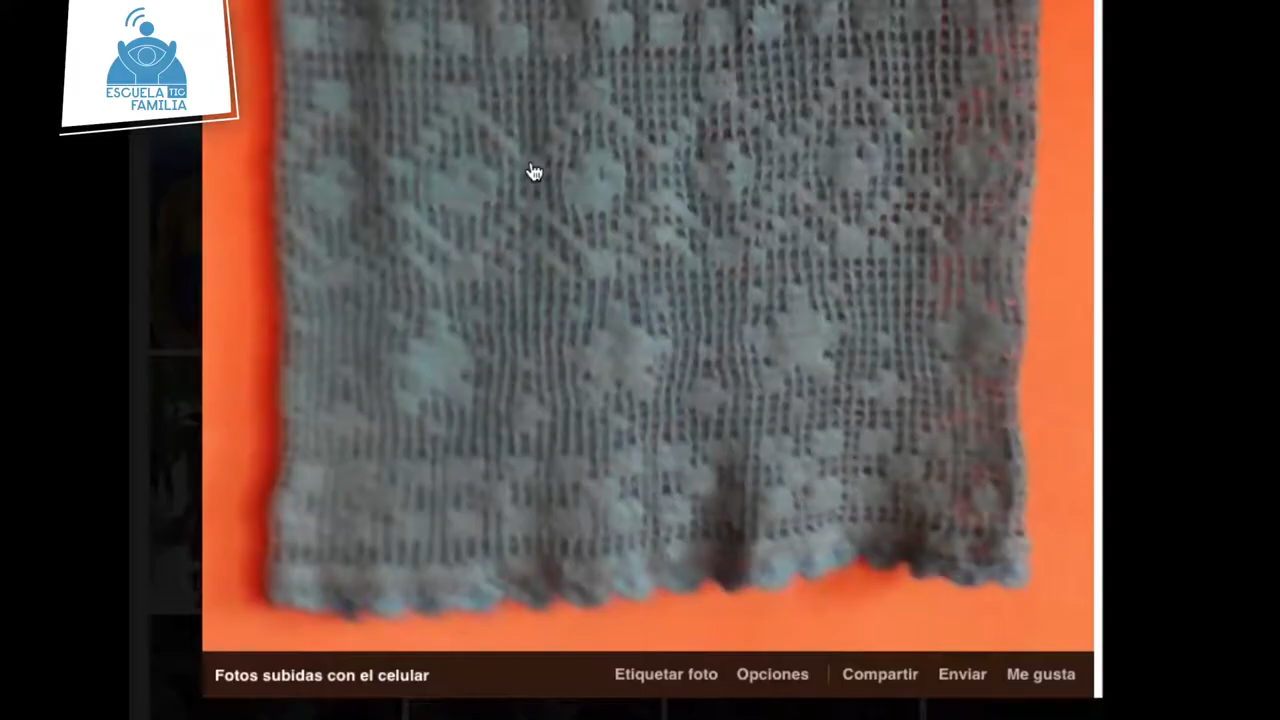 ESCUELA TIC
FAMILIA
Fotos subidas con el celular
Etiquetar foto Opciones Compartir Enviar Me gusta